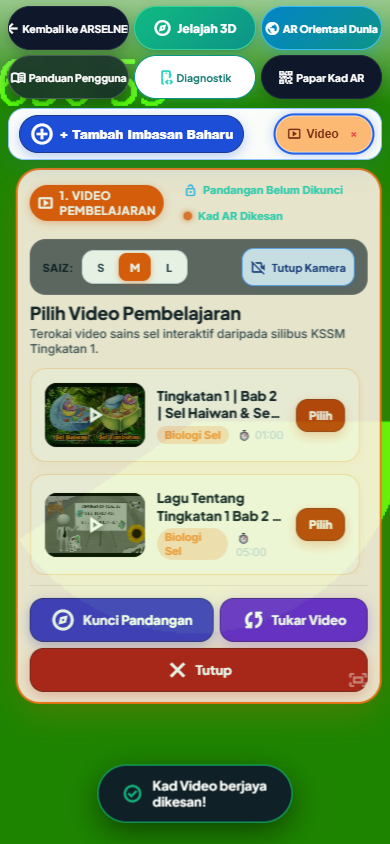 Kembali ke ARSELNE
Jelajah 3D
AR Orientasi Dunia
Panduan Pengguna
Diagnostik
Papar Kad AR
+ Tambah Imbasan Baharu
Video ×
1. VIDEO
PEMBELAJARAN
Pandangan Belum Dikunci
Kad AR Dikesan
SAIZ: S M L
Tutup Kamera
Pilih Video Pembelajaran
Terokai video sains sel interaktif daripada silibus KSSM
Tingkatan 1.
Tingkatan 1 | Bab 2
| Sel Haiwan & Se...
Biologi Sel
01:00
Pilih
Lagu Tentang
Tingkatan 1 Bab 2 ...
Biologi
Sel
05:00
Pilih
Kunci Pandangan
Tukar Video
Tutup
Kad Video berjaya
dikesan!